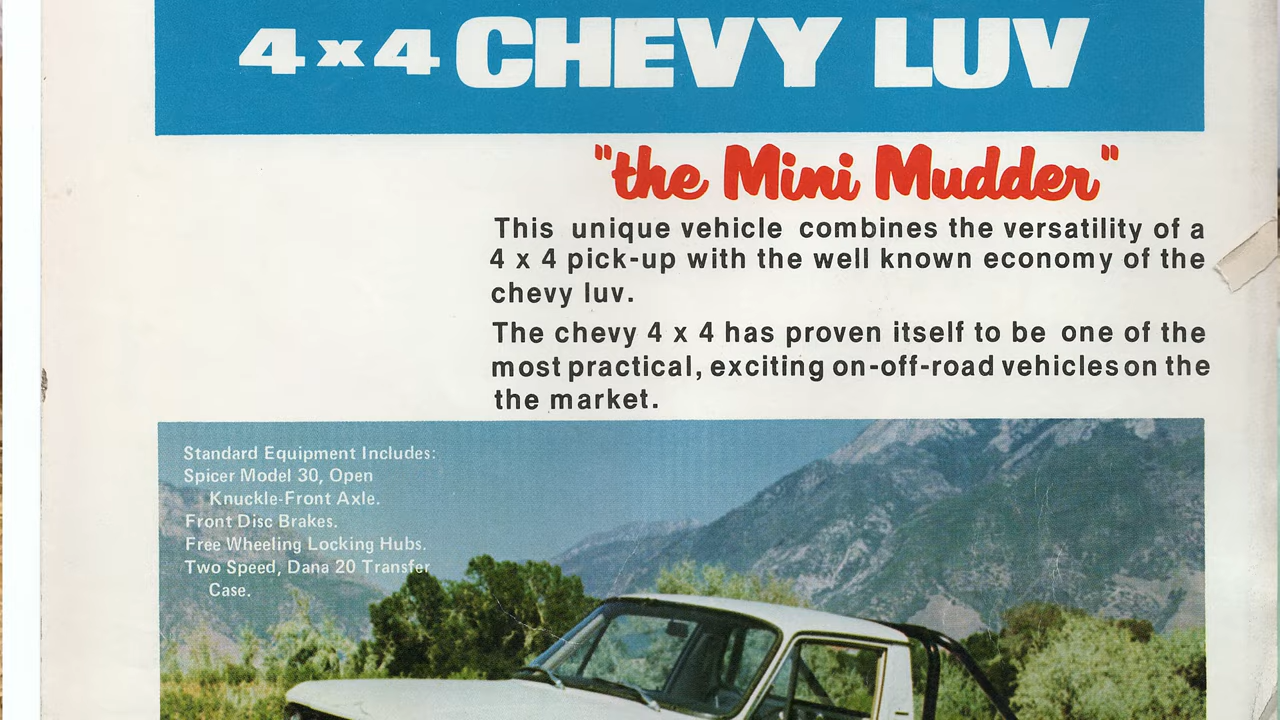 4x4 CHEVY LUV
"the Mini Mudder"
This unique vehicle combines the versatility of a
4 x 4 pick-up with the well known economy of the
chevy luv.
The chevy 4 x 4 has proven itself to be one of the
most practical, exciting on-off-road vehicles on the
the market.
Standard Equipment Includes:
Spicer Model 30, Open
Knuckle-Front Axle.
Front Disc Brakes.
Free Wheeling Locking Hubs.
Two Speed, Dana 20 Transfer
Case.